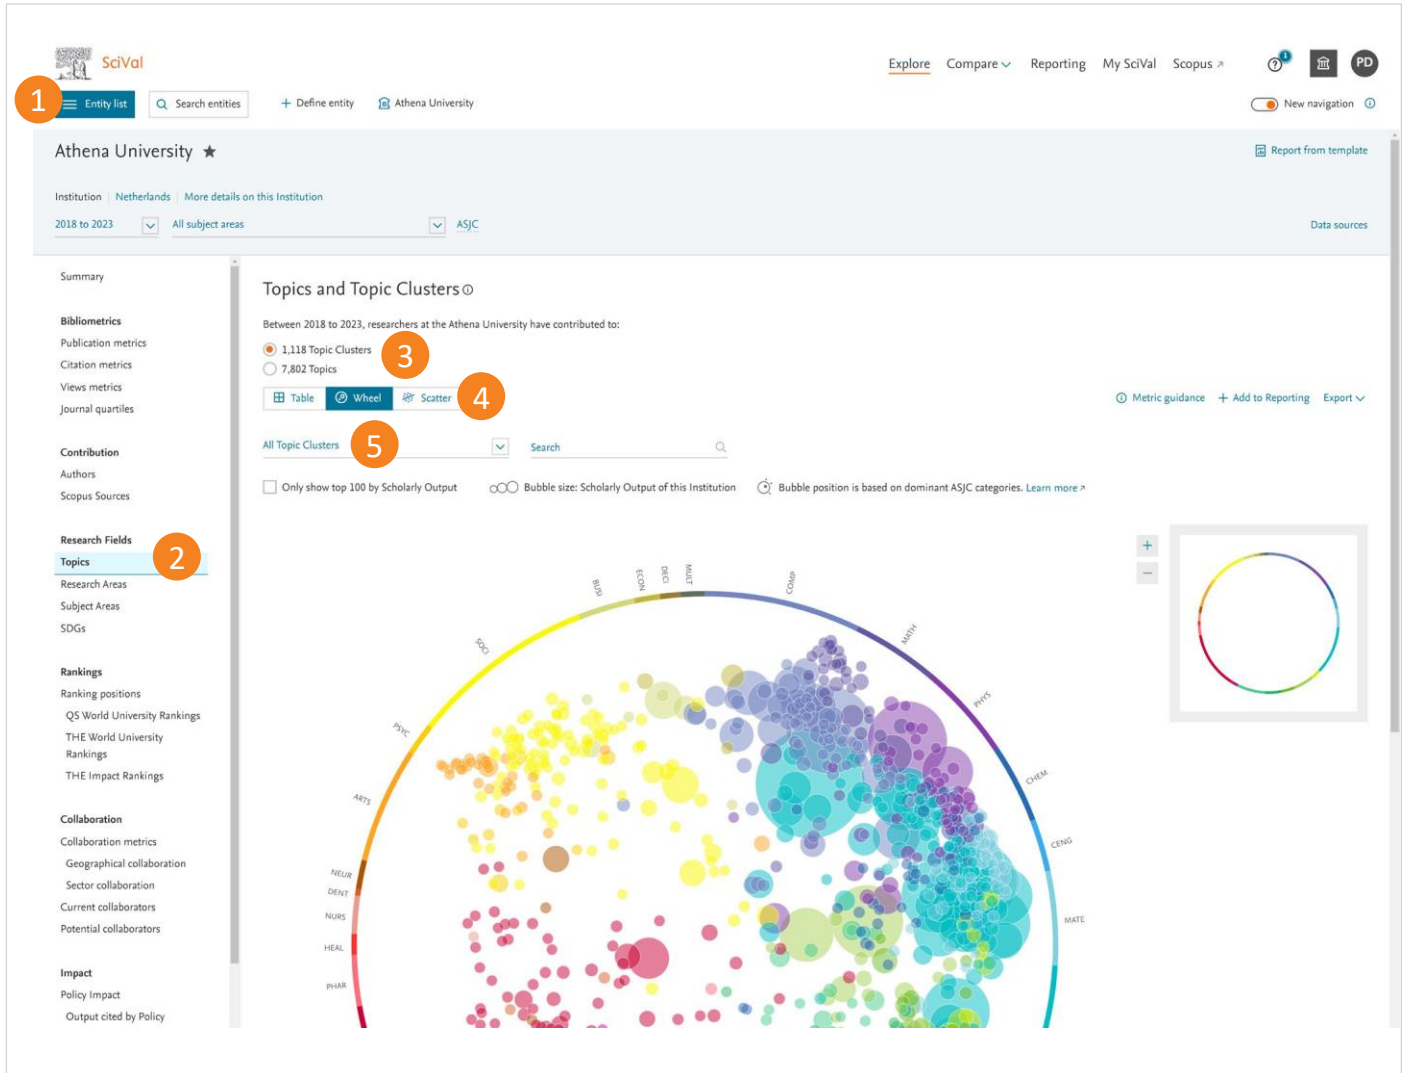 SciVal
Explore Compare Reporting My SciVal Scopus ↗ 1 PD
1 Entity list Search entities + Define entity Athena University New navigation
Athena University ★ Report from template
Institution | Netherlands | More details on this Institution
2018 to 2023 All subject areas ASJC Data sources
Summary
Bibliometrics
Publication metrics
Citation metrics
Views metrics
Journal quartiles
Contribution
Authors
Scopus Sources
Research Fields
Topics 2
Research Areas
Subject Areas
SDGs
Rankings
Ranking positions
QS World University Rankings
THE World University
Rankings
THE Impact Rankings
Collaboration
Collaboration metrics
Geographical collaboration
Sector collaboration
Current collaborators
Potential collaborators
Impact
Policy Impact
Output cited by Policy
Topics and Topic Clusters
Between 2018 to 2023, researchers at the Athena University have contributed to:
1,118 Topic Clusters 3
7,802 Topics
Table Wheel Scatter 4 Metric guidance + Add to Reporting Export
All Topic Clusters 5 Search
Only show top 100 by Scholarly Output Bubble size: Scholarly Output of this Institution Bubble position is based on dominant ASJC categories. Learn more ↗
+
−
PHAR
HEAL
NURS
DENT
NEUR
ARTS
PSYC
SOCI
BUSI
ECON
DECI
MULT
COMP
MATH
PHYS
CHEM
CENG
MATE